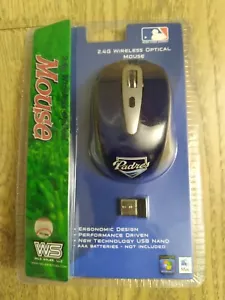 2.4G WIRELESS OPTICAL
MOUSE
Mouse
Padres
• ERGONOMIC DESIGN
• PERFORMANCE DRIVEN
• NEW TECHNOLOGY USB NANO
• AAA BATTERIES - NOT INCLUDED
WS